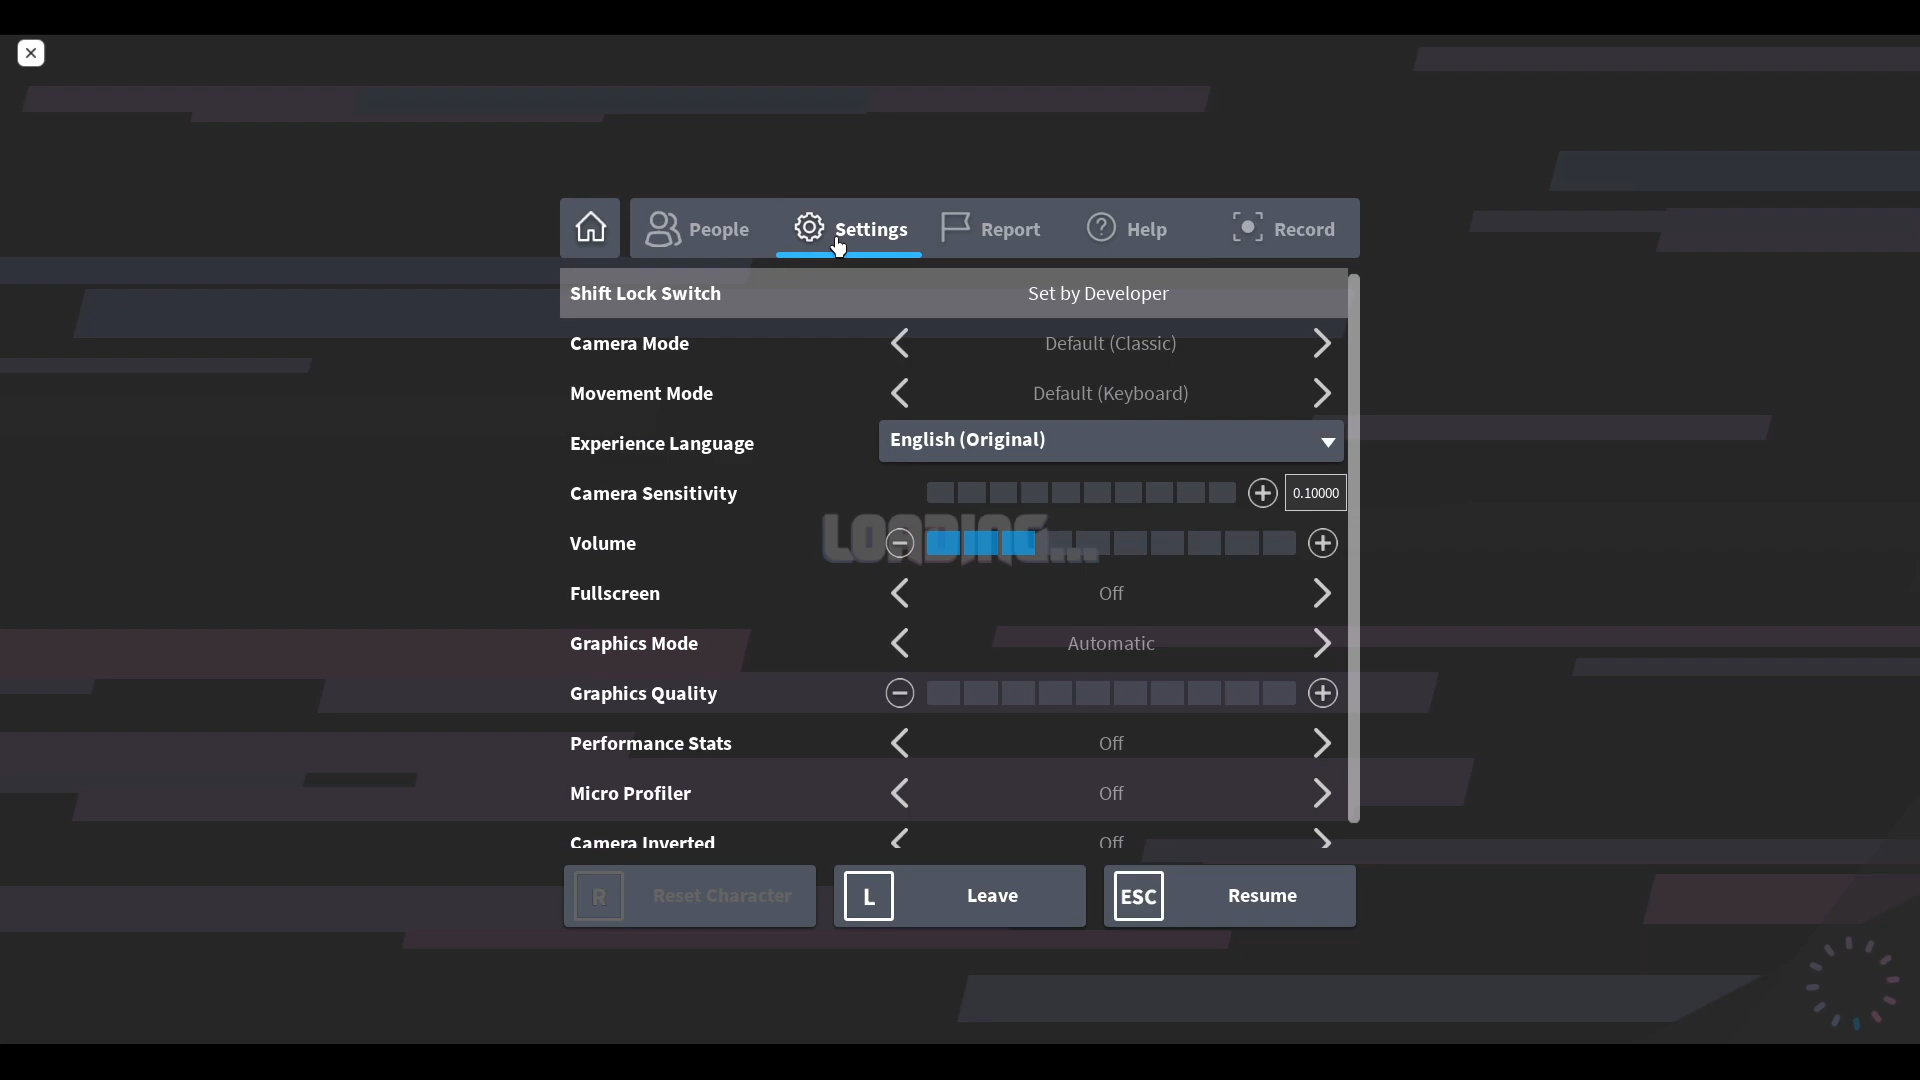 People
Settings
Report
Help
Record
Shift Lock Switch
Set by Developer
Camera Mode
Default (Classic)
Movement Mode
Default (Keyboard)
Experience Language
English (Original)
Camera Sensitivity
0.10000
LOADING...
Volume
Fullscreen
Off
Graphics Mode
Automatic
Graphics Quality
Performance Stats
Off
Micro Profiler
Off
Camera Inverted
Off
R
Reset Character
L
Leave
ESC
Resume